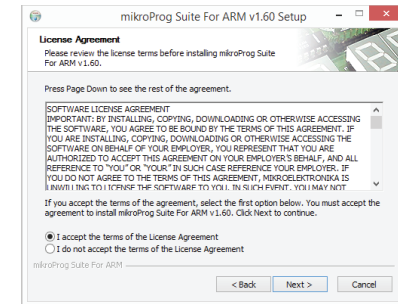 mikroProg Suite For ARM v1.60 Setup
License Agreement
Please review the license terms before installing mikroProg Suite
For ARM v1.60.
Press Page Down to see the rest of the agreement.
SOFTWARE LICENSE AGREEMENT
IMPORTANT: BY INSTALLING, COPYING, DOWNLOADING OR OTHERWISE ACCESSING
THE SOFTWARE, YOU AGREE TO BE BOUND BY THE TERMS OF THIS AGREEMENT. IF
YOU ARE INSTALLING, COPYING, DOWNLOADING OR OTHERWISE ACCESSING THE
SOFTWARE ON BEHALF OF YOUR EMPLOYER, YOU REPRESENT THAT YOU ARE
AUTHORIZED TO ACCEPT THIS AGREEMENT ON YOUR EMPLOYER'S BEHALF, AND ALL
REFERENCE TO "YOU" OR "YOUR" IN SUCH CASE REFERENCE YOUR EMPLOYER. IF
YOU DO NOT AGREE TO THE TERMS OF THIS AGREEMENT, MIKROELEKTRONIKA IS
UNWILLING TO LICENSE THE SOFTWARE TO YOU. IN SUCH EVENT, YOU MAY NOT
If you accept the terms of the agreement, select the first option below. You must accept the
agreement to install mikroProg Suite For ARM v1.60. Click Next to continue.
I accept the terms of the License Agreement
I do not accept the terms of the License Agreement
mikroProg Suite For ARM
< Back Next > Cancel